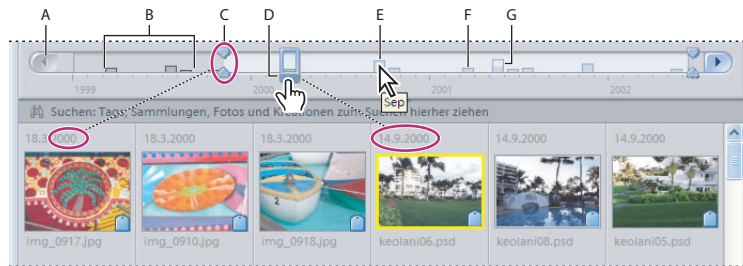 A B C D E F G
1999 2000 2001 2002
Sep
Suchen: Tags, Sammlungen, Fotos und Kreationen zum Suchen hierher ziehen
18.3.2000 18.3.2000 18.3.2000 14.9.2000 14.9.2000 14.9.2000
2
img_0917.jpg img_0910.jpg img_0918.jpg keolani06.psd keolani08.psd keolani05.psd